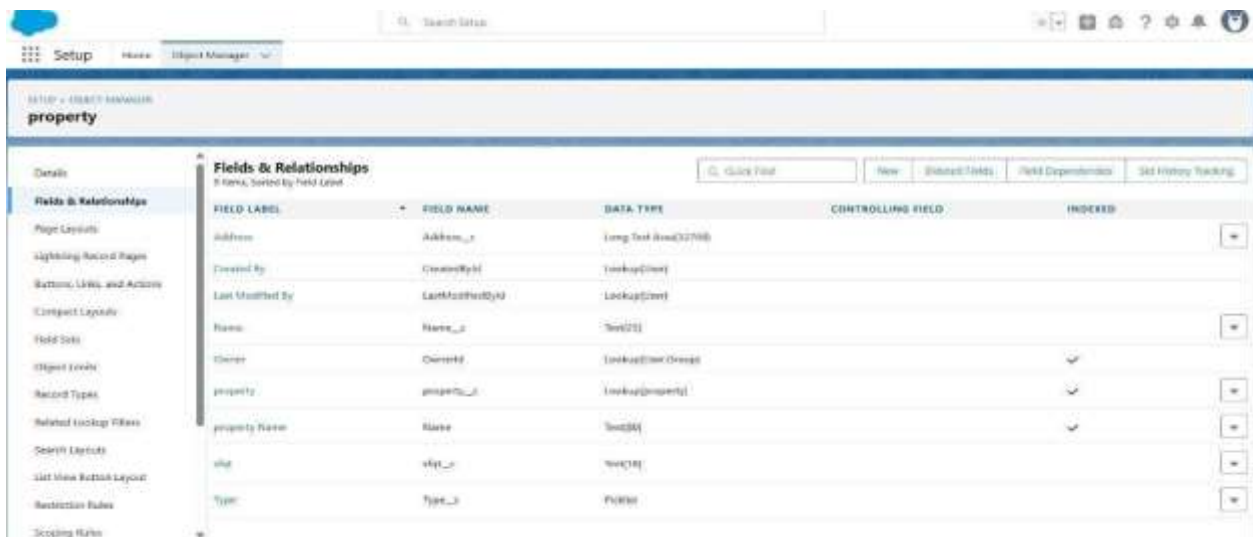 Search Setup
Setup Home Object Manager
SETUP > OBJECT MANAGER
property
Details
Fields & Relationships
Page Layouts
Lightning Record Pages
Buttons, Links, and Actions
Compact Layouts
Field Sets
Object Limits
Record Types
Related Lookup Filters
Search Layouts
List View Button Layout
Restriction Rules
Scoping Rules
Fields & Relationships
9 Items, Sorted by Field Label
Quick Find New Deleted Fields Field Dependencies Set History Tracking
FIELD LABEL FIELD NAME DATA TYPE CONTROLLING FIELD INDEXED
Address Address__c Long Text Area(32768)
Created By CreatedById Lookup(User)
Last Modified By LastModifiedById Lookup(User)
Name Name__c Text(25)
Owner OwnerId Lookup(User,Group)
property property__c Lookup(property)
property Name Name Text(80)
Type Type__c Picklist